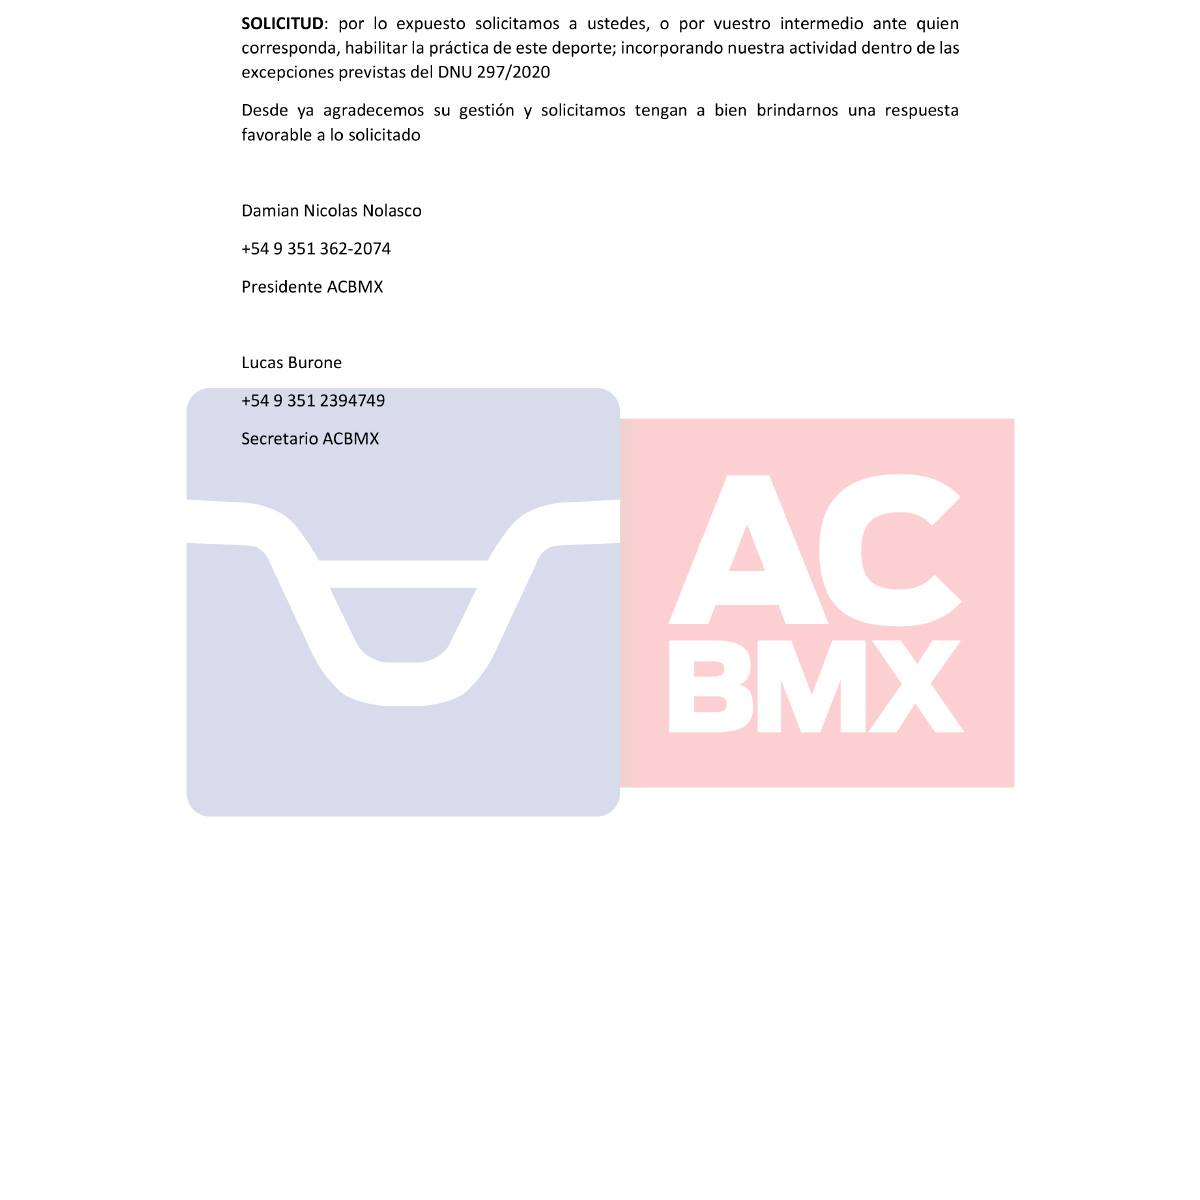 SOLICITUD: por lo expuesto solicitamos a ustedes, o por vuestro intermedio ante quien
corresponda, habilitar la práctica de este deporte; incorporando nuestra actividad dentro de las
excepciones previstas del DNU 297/2020
Desde ya agradecemos su gestión y solicitamos tengan a bien brindarnos una respuesta
favorable a lo solicitado
Damian Nicolas Nolasco
+54 9 351 362-2074
Presidente ACBMX
Lucas Burone
+54 9 351 2394749
Secretario ACBMX
AC
BMX